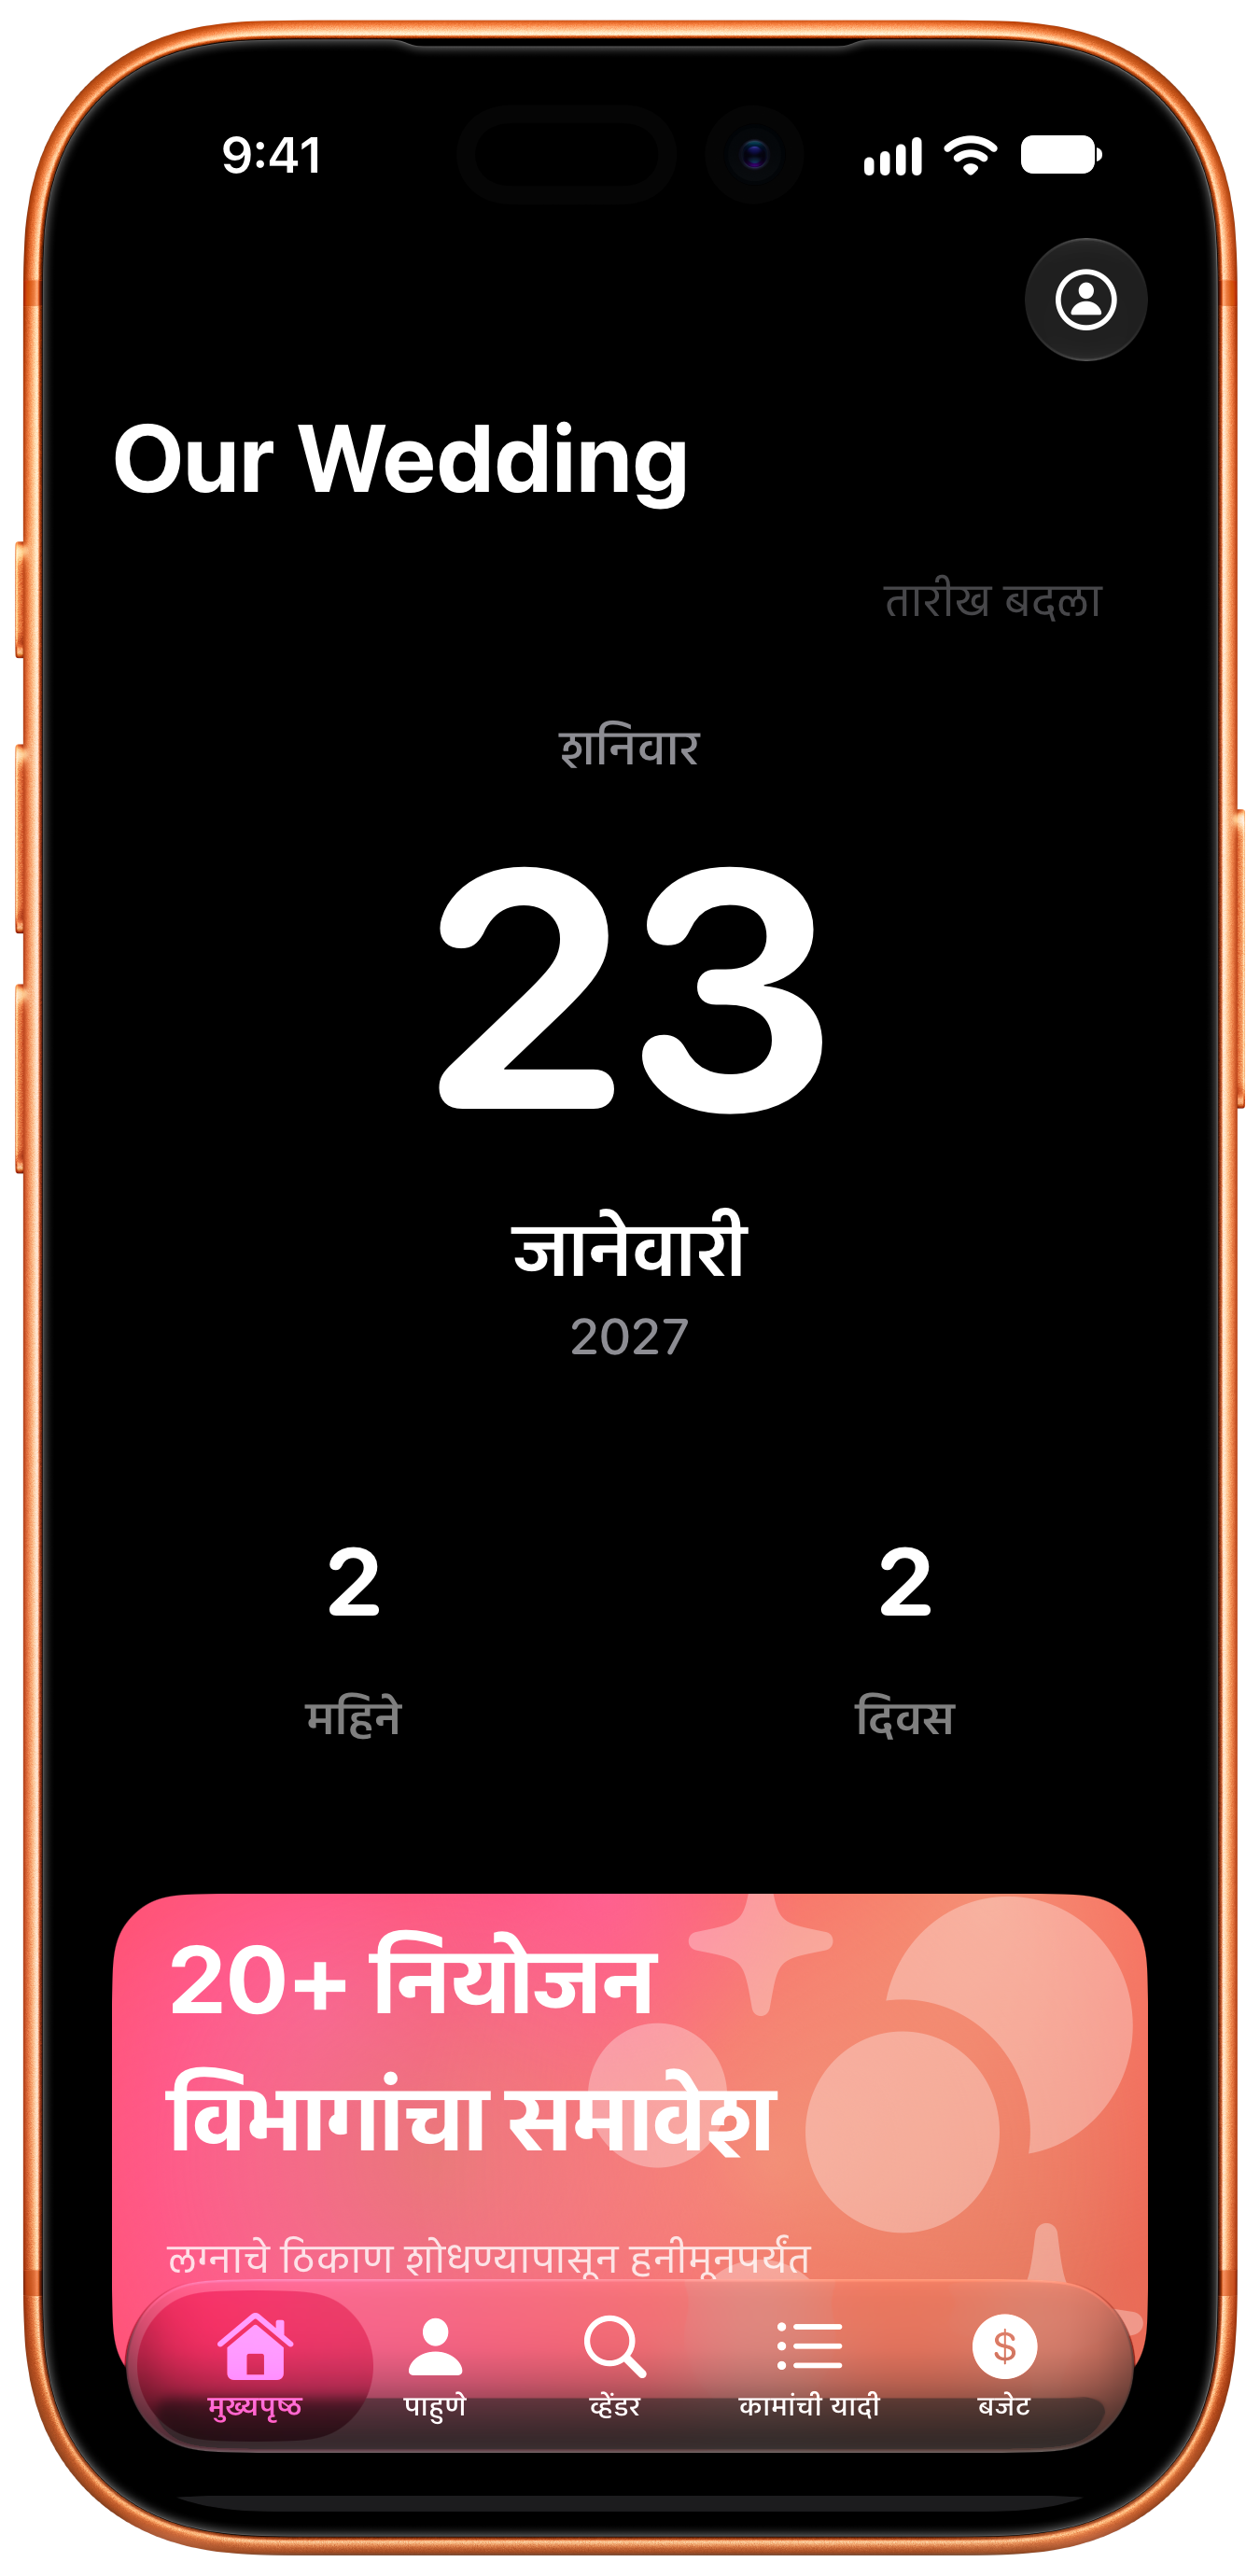 9:41
Our Wedding
तारीख बदला
शनिवार
23
जानेवारी
2027
2 2
महिने दिवस
20+ नियोजन
विभागांचा समावेश
लग्नाचे ठिकाण शोधण्यापासून हनीमूनपर्यंत
$
मुख्यपृष्ठ पाहुणे व्हेंडर कामांची यादी बजेट